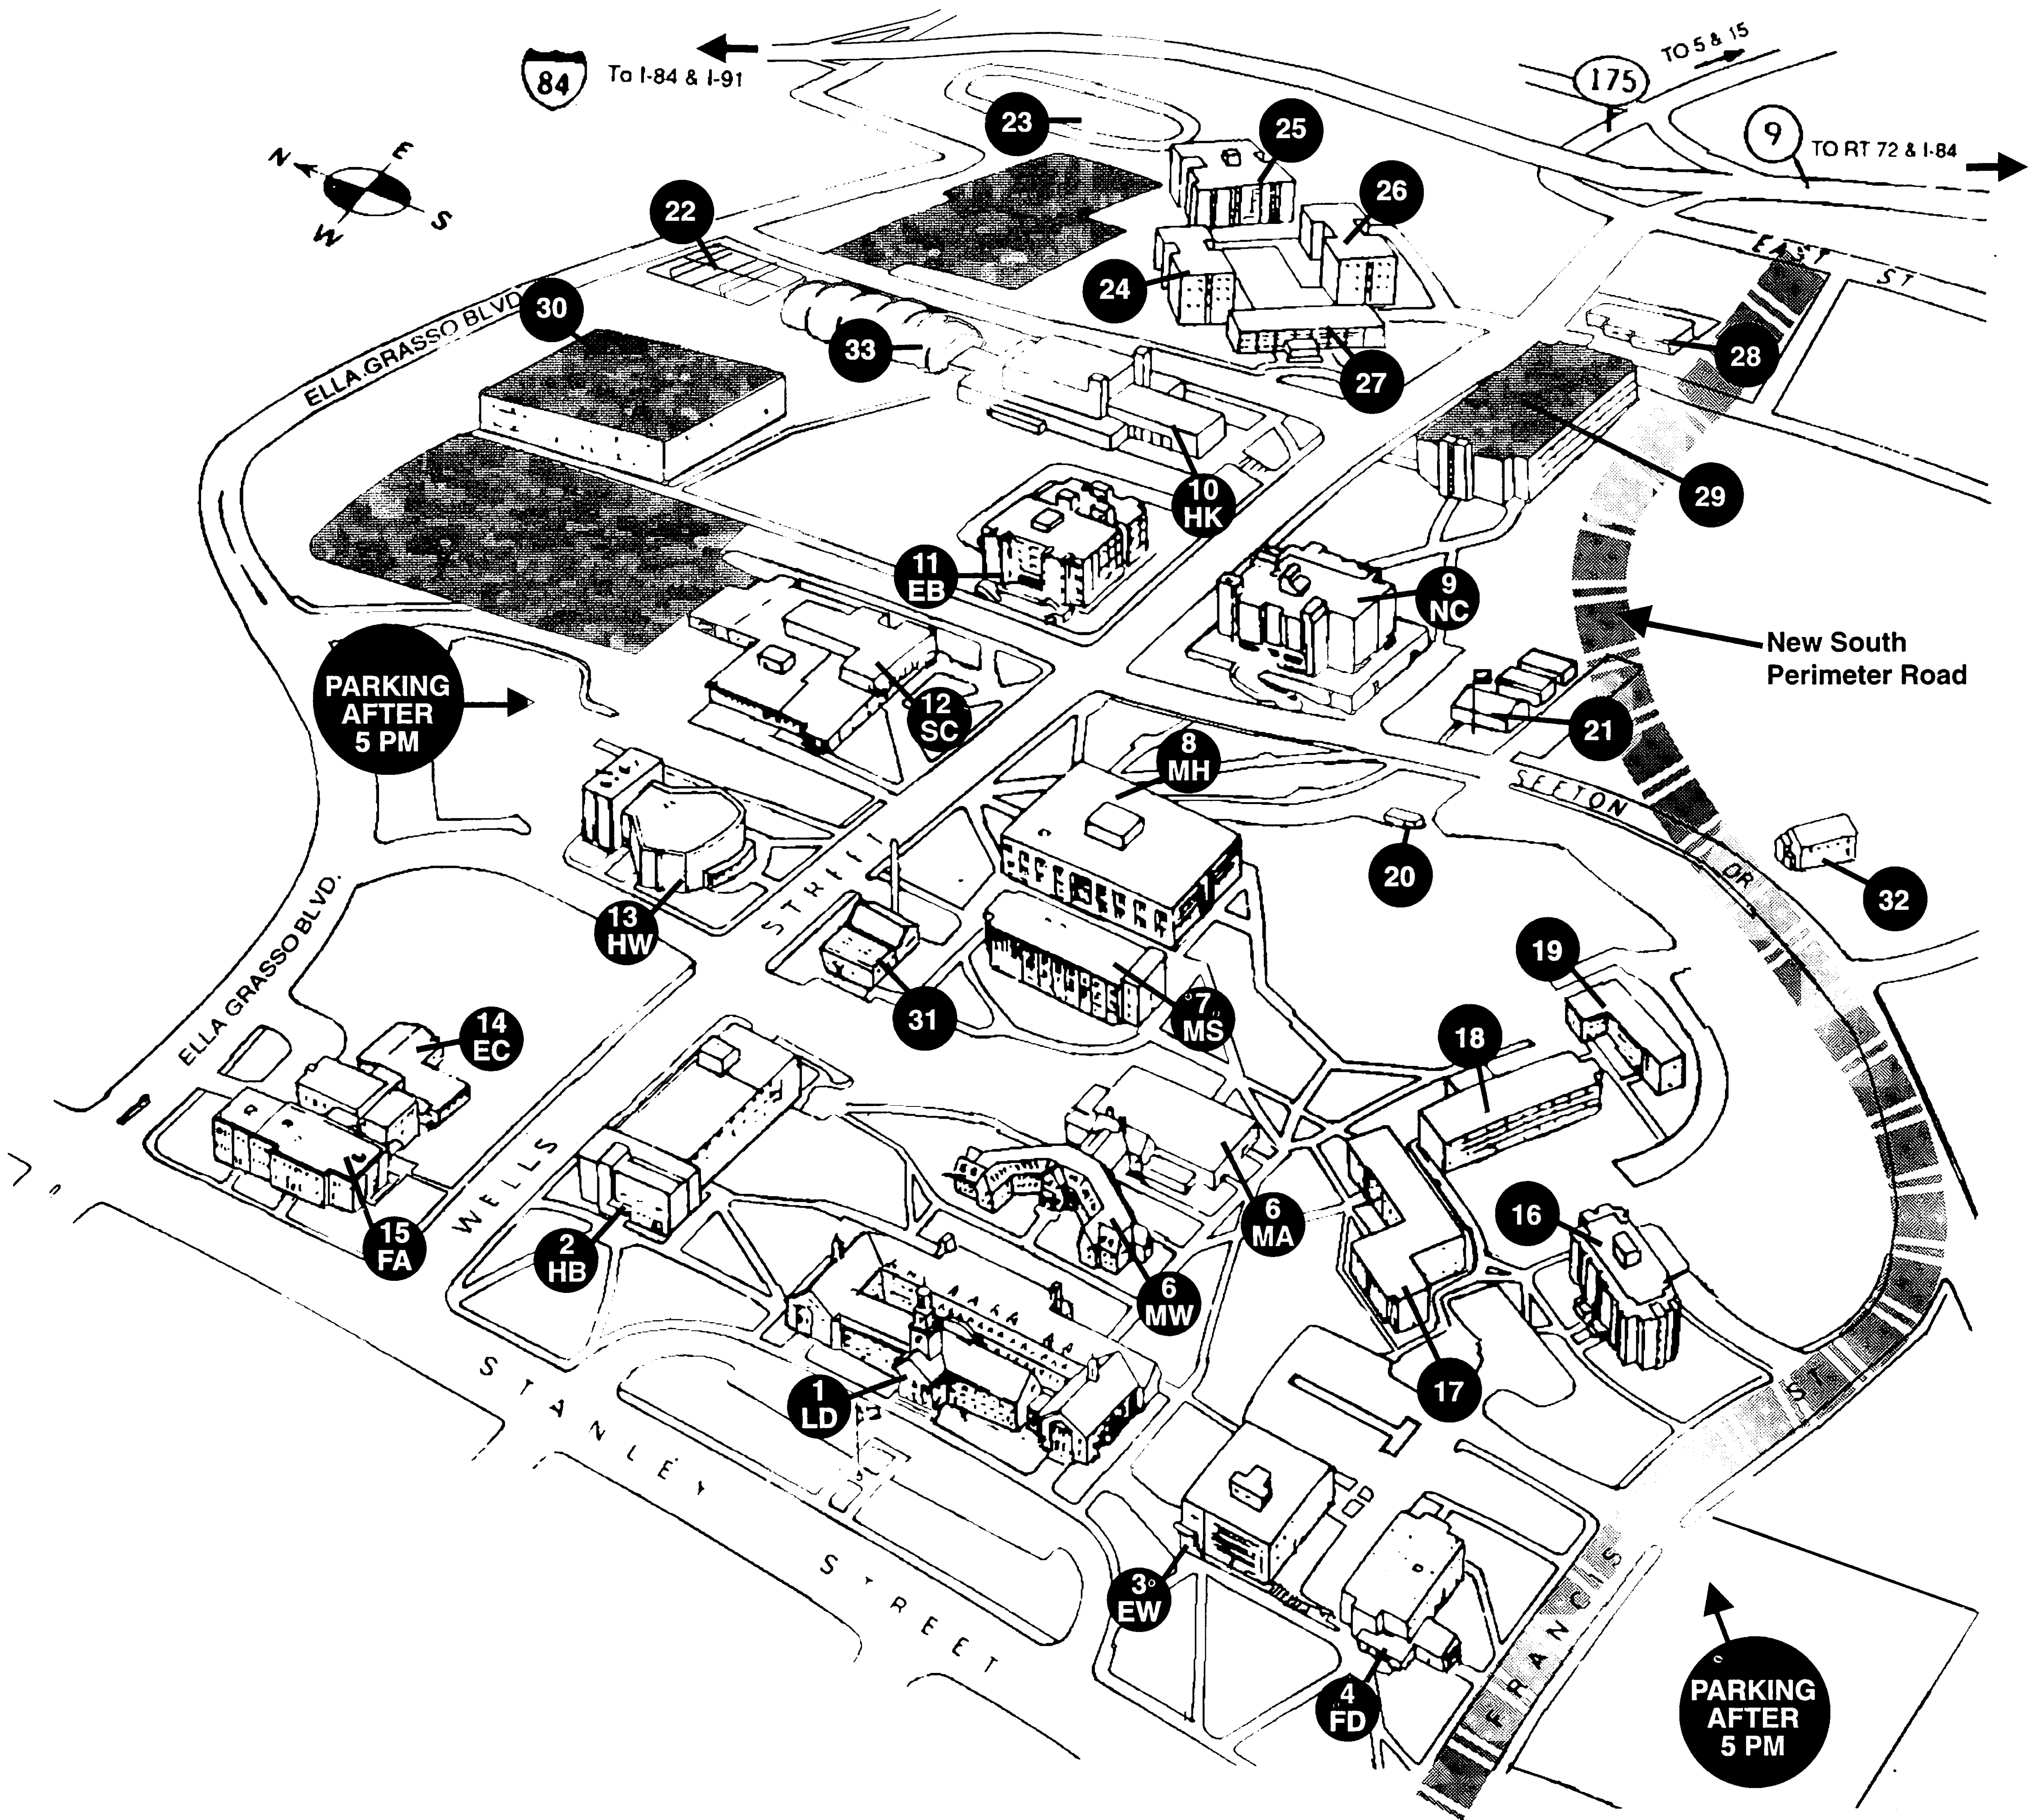 84
To I-84 & I-91
175
TO 5 & 15
9
TO RT 72 & I-84
N
E
W
S
23
25
26
22
24
EAST ST
30
ELLA GRASSO BLVD.
33
27
28
29
10
HK
11
EB
9
NC
New South
Perimeter Road
PARKING
AFTER
5 PM
12
SC
21
8
MH
SEFTON DR
20
32
13
HW
ELLA GRASSO BLVD.
31
7
MS
19
18
14
EC
15
FA
WELLS STREET
2
HB
6
MA
16
6
MW
17
1
LD
STANLEY STREET
3
EW
4
FD
FRANCIS ST
PARKING
AFTER
5 PM